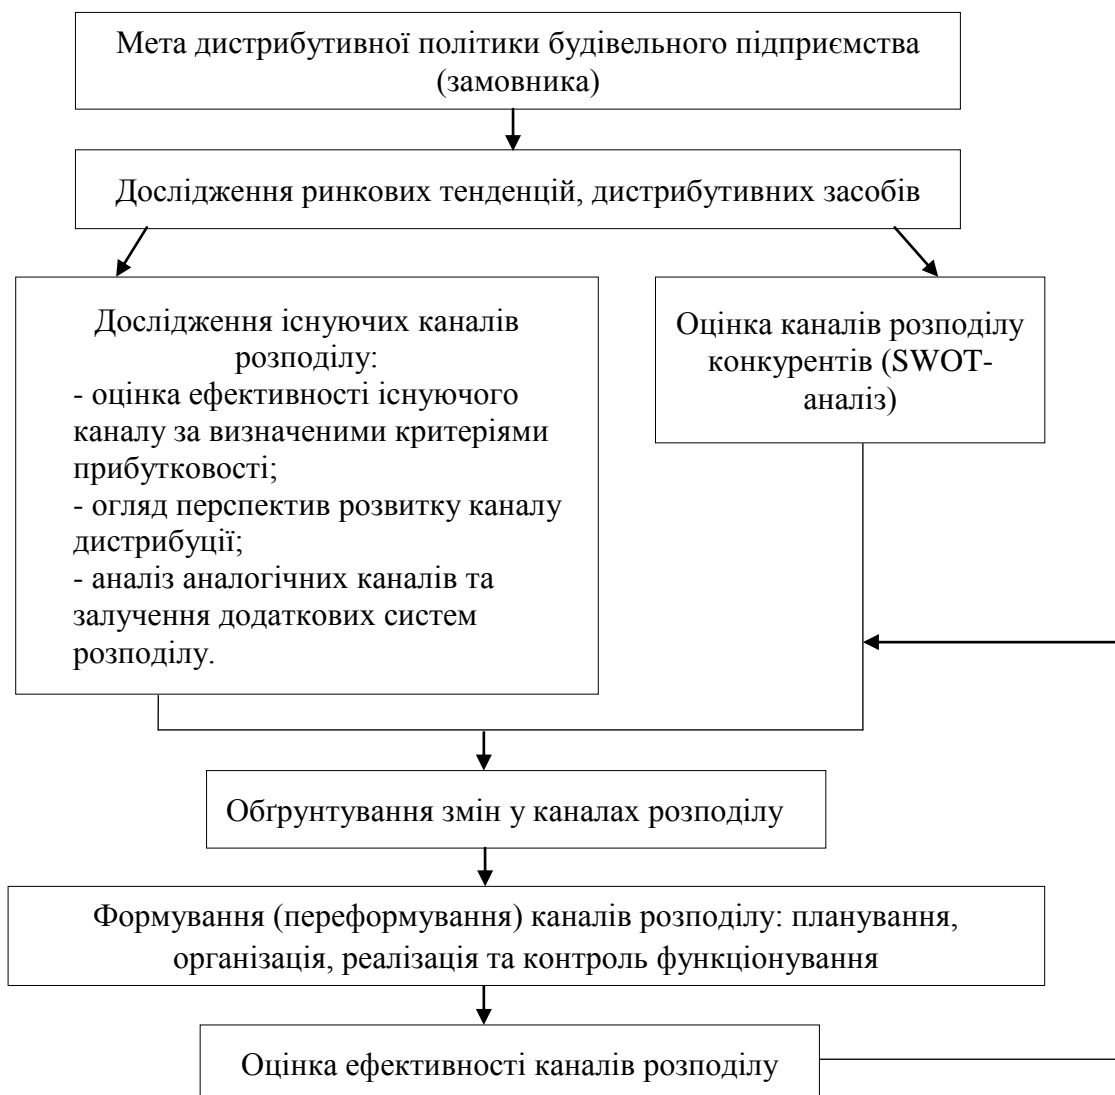 Мета дистрибутивної політики будівельного підприємства
(замовника)
Дослідження ринкових тенденцій, дистрибутивних засобів
Дослідження існуючих каналів
розподілу:
- оцінка ефективності існуючого
каналу за визначеними критеріями
прибутковості;
- огляд перспектив розвитку каналу
дистрибуції;
- аналіз аналогічних каналів та
залучення додаткових систем
розподілу.
Оцінка каналів розподілу
конкурентів (SWOT-
аналіз)
Обґрунтування змін у каналах розподілу
Формування (переформування) каналів розподілу: планування,
організація, реалізація та контроль функціонування
Оцінка ефективності каналів розподілу